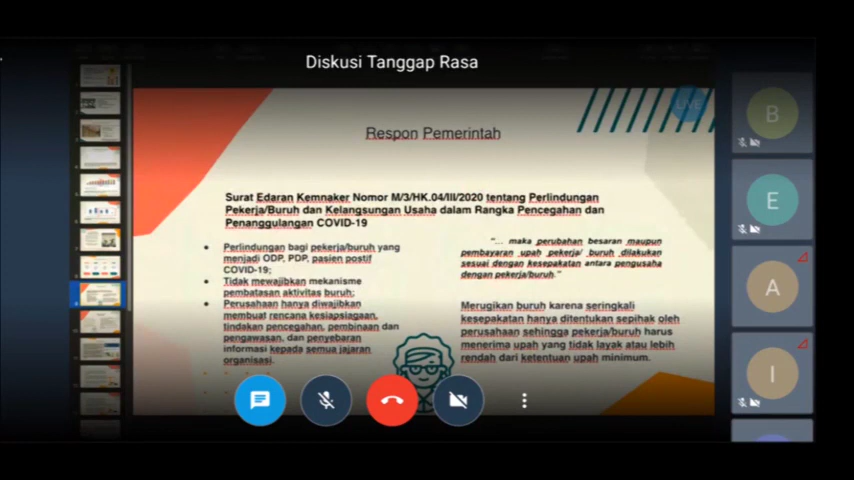 Diskusi Tanggap Rasa
LIVE
Respon Pemerintah
Surat Edaran Kemnaker Nomor M/3/HK.04/III/2020 tentang Perlindungan
Pekerja/Buruh dan Kelangsungan Usaha dalam Rangka Pencegahan dan
Penanggulangan COVID-19
Perlindungan bagi pekerja/buruh yang
menjadi ODP, PDP, pasien postif
COVID-19;
Tidak mewajibkan mekanisme
pembatasan aktivitas buruh;
Perusahaan hanya diwajibkan
membuat rencana kesiapsiagaan,
tindakan pencegahan, pembinaan dan
pengawasan, dan penyebaran
informasi kepada semua jajaran
organisasi.
"... maka perubahan besaran maupun
pembayaran upah pekerja/ buruh dilakukan
sesuai dengan kesepakatan antara pengusaha
dengan pekerja/buruh."
Merugikan buruh karena seringkali
kesepakatan hanya ditentukan sepihak oleh
perusahaan sehingga pekerja/buruh harus
menerima upah yang tidak layak atau lebih
rendah dari ketentuan upah minimum.
B
E
A
I